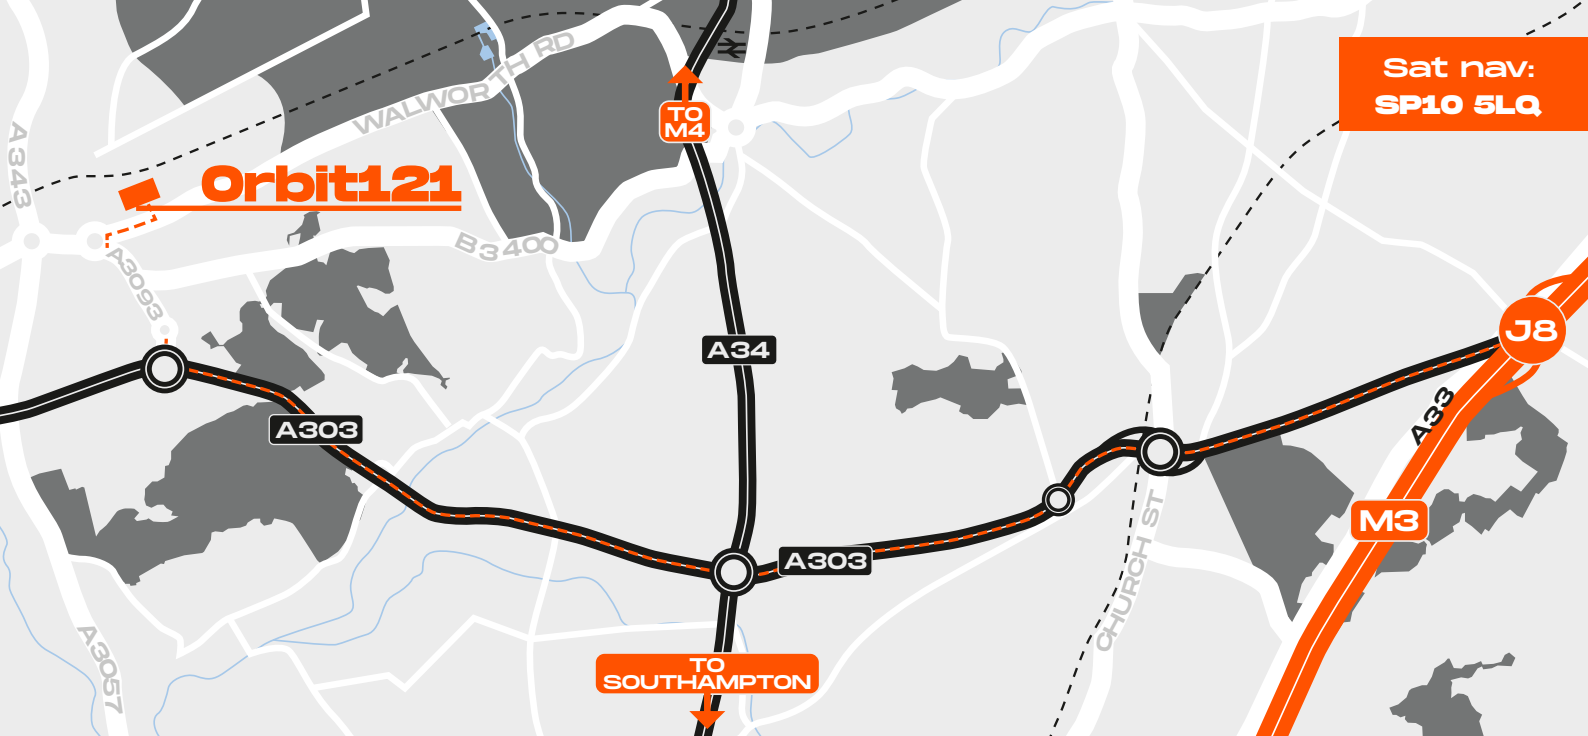 Sat nav:
SP10 5LQ
WALWORTH RD
TO
M4
A343
Orbit121
B3400
A3093
J8
A34
A33
A303
M3
A303
CHURCH ST
A3057
TO
SOUTHAMPTON